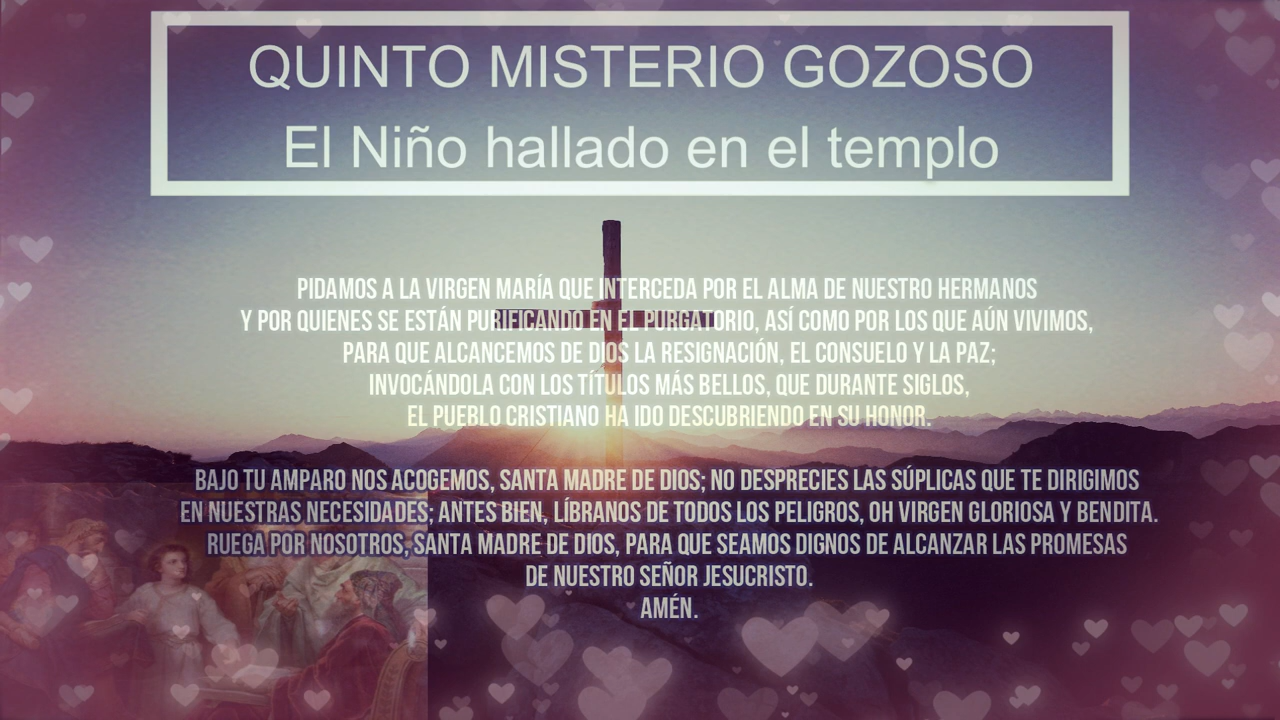 QUINTO MISTERIO GOZOSO
El Niño hallado en el templo
PIDAMOS A LA VIRGEN MARÍA QUE INTERCEDA POR EL ALMA DE NUESTRO HERMANOS
Y POR QUIENES SE ESTÁN PURIFICANDO EN EL PURGATORIO, ASÍ COMO POR LOS QUE AÚN VIVIMOS,
PARA QUE ALCANCEMOS DE DIOS LA RESIGNACIÓN, EL CONSUELO Y LA PAZ;
INVOCÁNDOLA CON LOS TÍTULOS MÁS BELLOS, QUE DURANTE SIGLOS,
EL PUEBLO CRISTIANO HA IDO DESCUBRIENDO EN SU HONOR.
BAJO TU AMPARO NOS ACOGEMOS, SANTA MADRE DE DIOS; NO DESPRECIES LAS SÚPLICAS QUE TE DIRIGIMOS
EN NUESTRAS NECESIDADES; ANTES BIEN, LÍBRANOS DE TODOS LOS PELIGROS, OH VIRGEN GLORIOSA Y BENDITA.
RUEGA POR NOSOTROS, SANTA MADRE DE DIOS, PARA QUE SEAMOS DIGNOS DE ALCANZAR LAS PROMESAS
DE NUESTRO SEÑOR JESUCRISTO.
AMÉN.